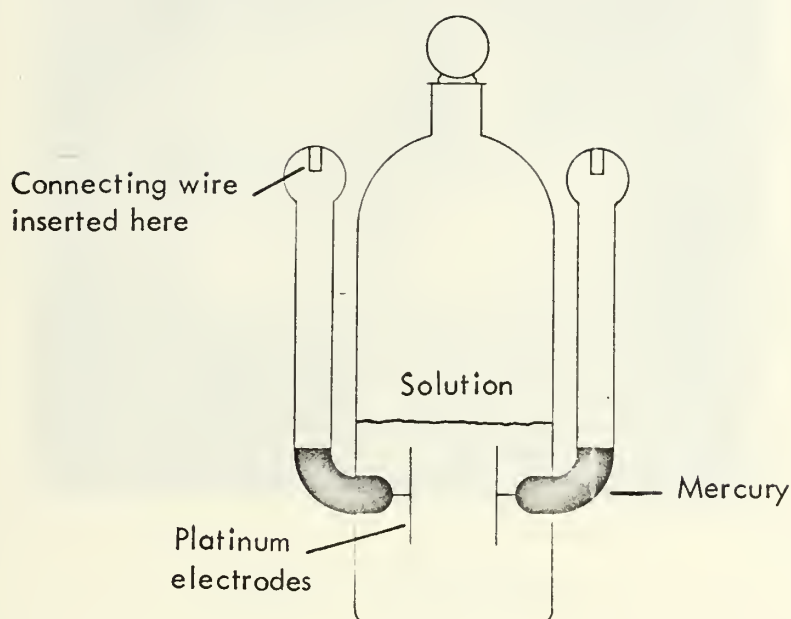 Connecting wire
inserted here
Solution
Mercury
Platinum
electrodes